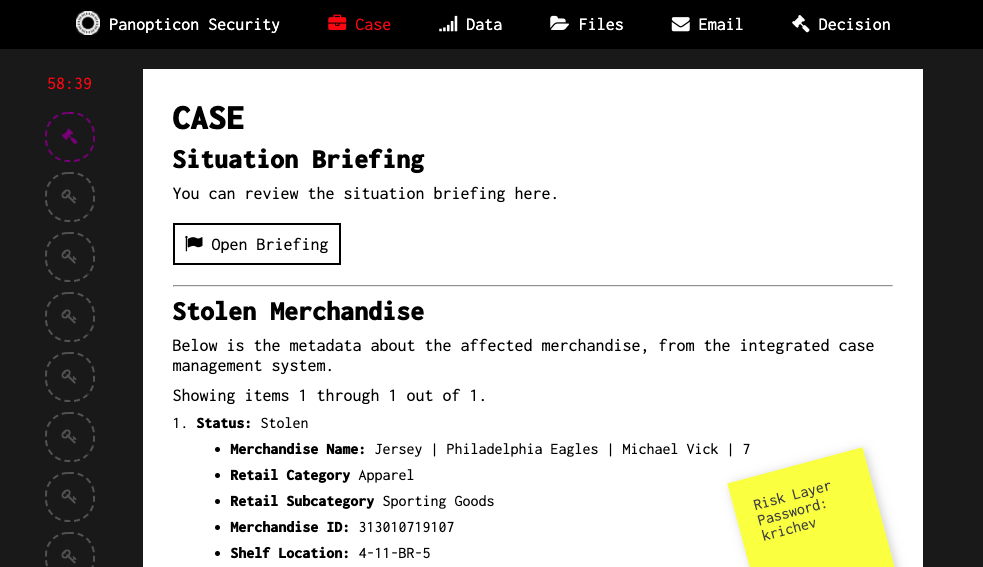 Panopticon Security Case Data Files Email Decision
58:39
CASE
Situation Briefing
You can review the situation briefing here.
Open Briefing
Stolen Merchandise
Below is the metadata about the affected merchandise, from the integrated case
management system.
Showing items 1 through 1 out of 1.
1. Status: Stolen
• Merchandise Name: Jersey | Philadelphia Eagles | Michael Vick | 7
• Retail Category Apparel
• Retail Subcategory Sporting Goods
• Merchandise ID: 313010719107
• Shelf Location: 4-11-BR-5
Risk Layer
Password:
krichev